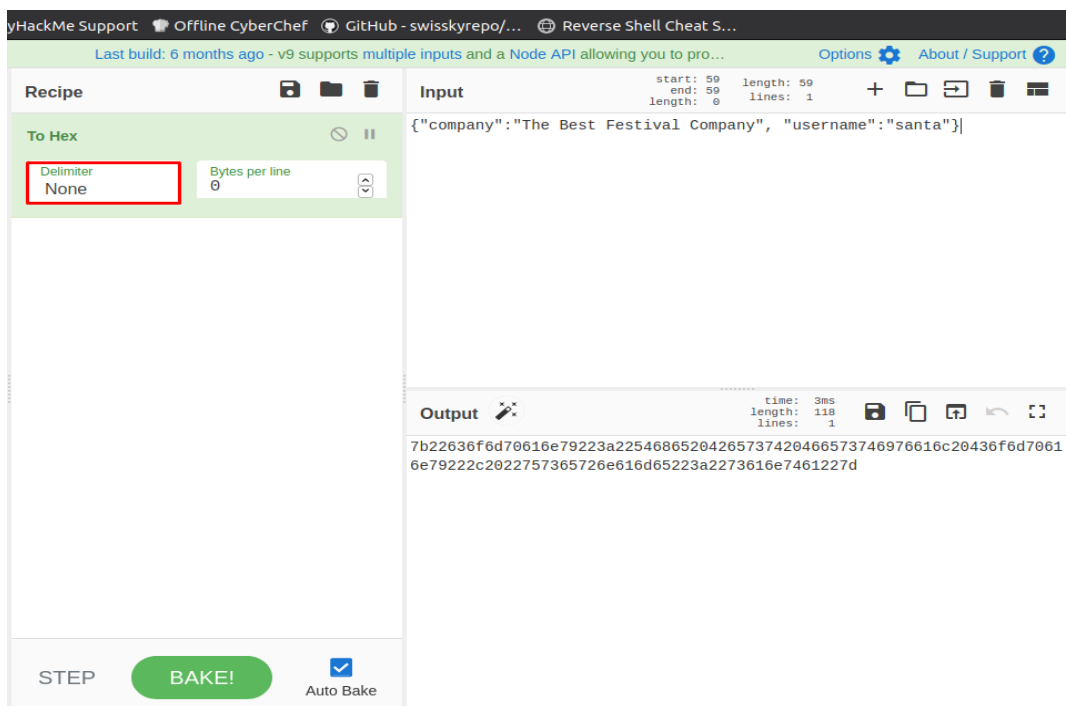 yHackMe Support Offline CyberChef GitHub - swisskyrepo/... Reverse Shell Cheat S...
Last build: 6 months ago - v9 supports multiple inputs and a Node API allowing you to pro... Options About / Support
Recipe
To Hex
Delimiter
None
Bytes per line
0
STEP
BAKE!
Auto Bake
Input
start: 59
end: 59
length: 0
length: 59
lines: 1
{"company":"The Best Festival Company", "username":"santa"}
Output
time: 3ms
length: 118
lines: 1
7b22636f6d70616e79223a22546865204265737420466573746976616c20436f6d7061
6e79222c2022757365726e616d65223a2273616e7461227d